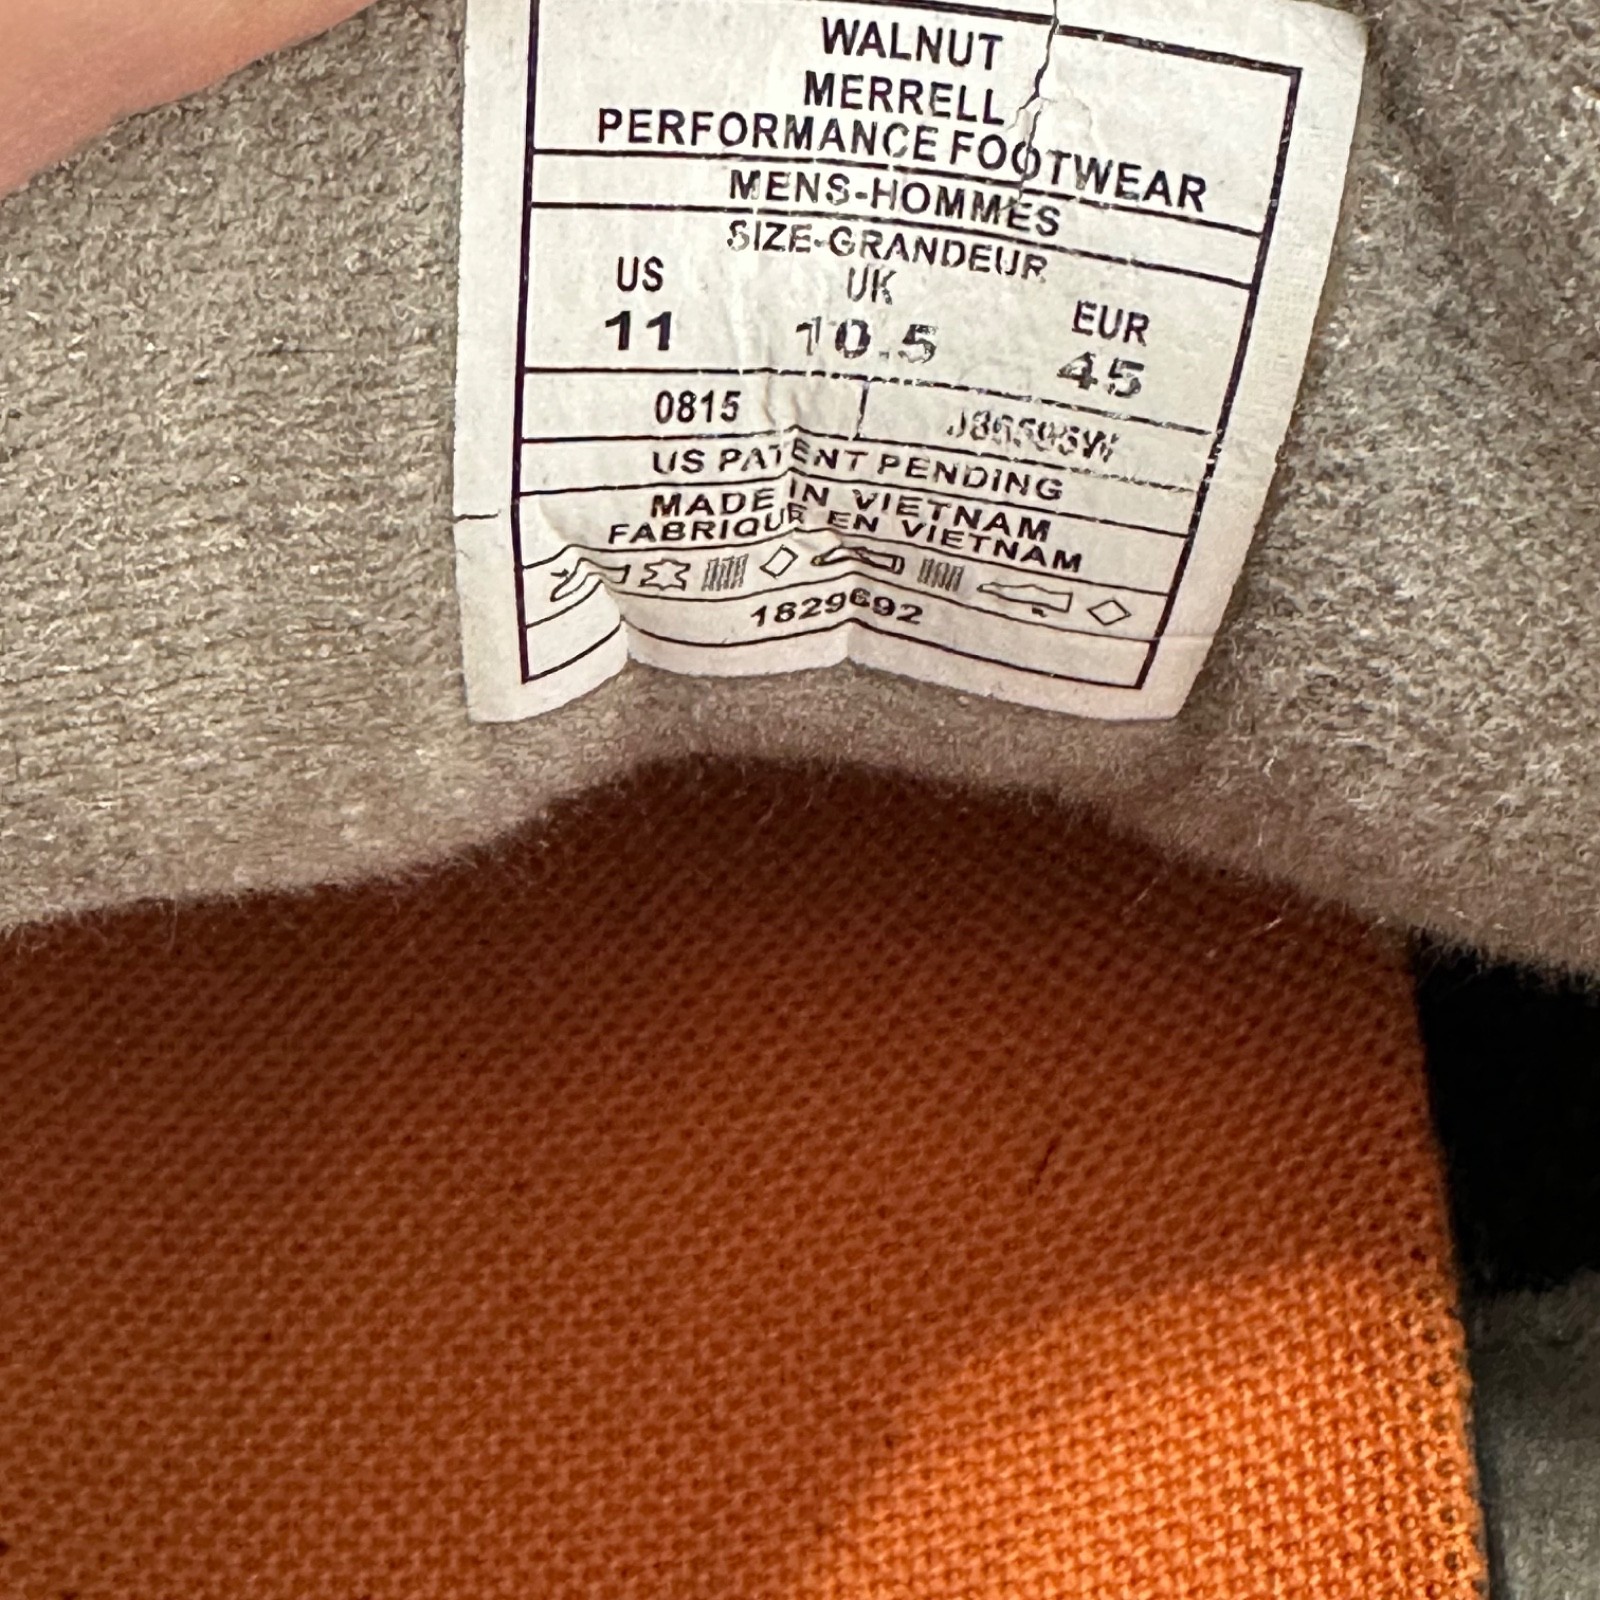 WALNUT
MERRELL
PERFORMANCE FOOTWEAR
MENS-HOMMES
SIZE-GRANDEUR
US UK EUR
11 10.5 45
0815
US PATENT PENDING
MADE IN VIETNAM
FABRIQUR EN VIETNAM
1829692